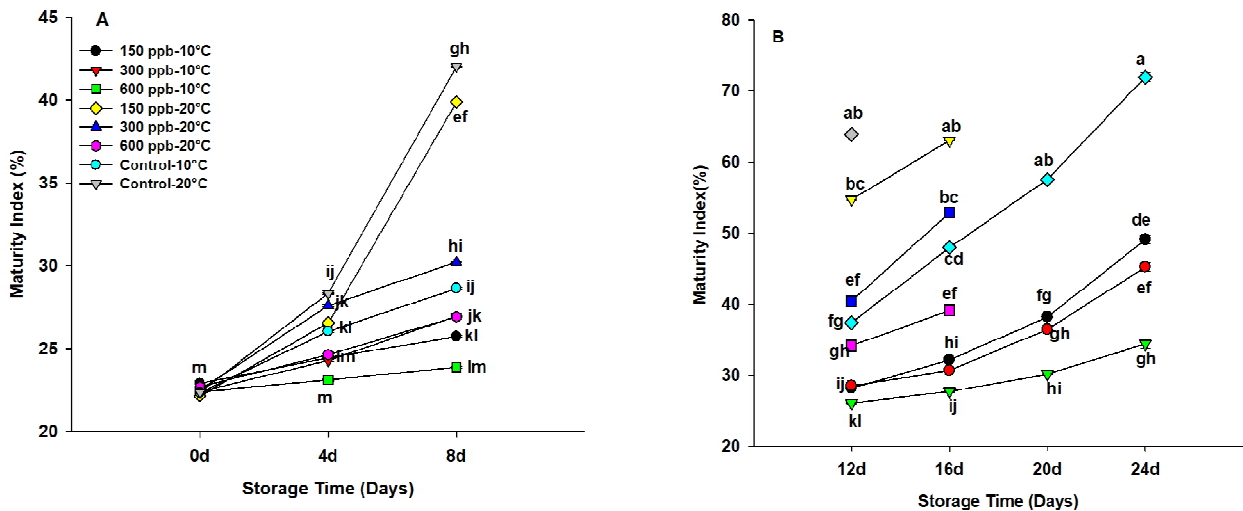 A
45
40
35
30
25
20
Maturity Index (%)
150 ppb-10°C
300 ppb-10°C
600 ppb-10°C
150 ppb-20°C
300 ppb-20°C
600 ppb-20°C
Control-10°C
Control-20°C
gh
ef
hi
ij
ij
jk
jk
kl
kl
lm
lm
m
m
0d
4d
8d
Storage Time (Days)
B
80
70
60
50
40
30
20
Maturity Index(%)
a
ab
ab
ab
bc
bc
cd
de
ef
ef
ef
fg
fg
gh
gh
gh
hi
hi
ij
ij
kl
12d
16d
20d
24d
Storage Time (Days)